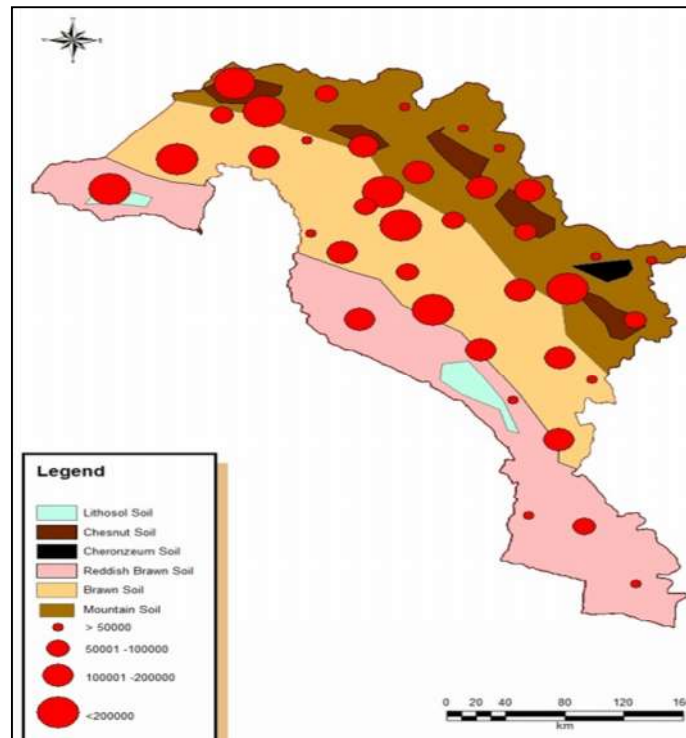 Legend
Lithosol Soil
Chesnut Soil
Cheronzeum Soil
Reddish Brawn Soil
Brawn Soil
Mountain Soil
> 50000
50001 -100000
100001 -200000
<200000
0 20 40 80 120 16
km